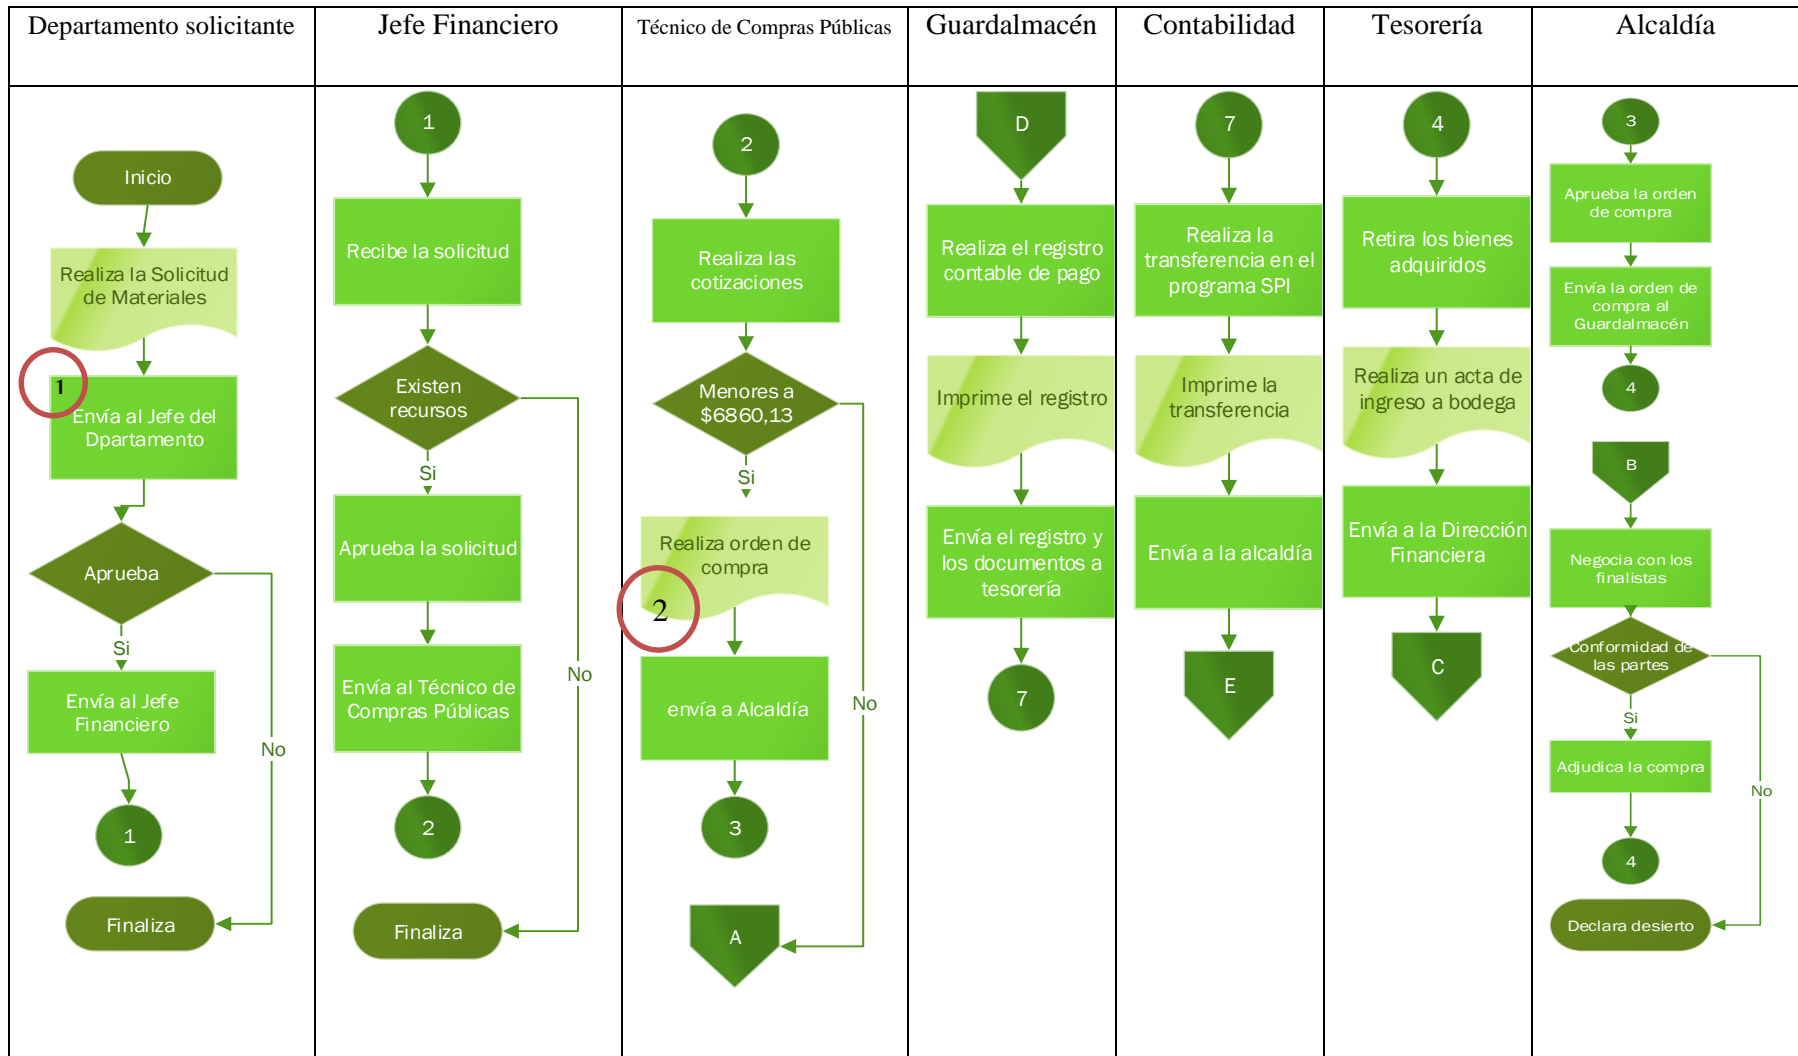 Departamento solicitante
Jefe Financiero
Técnico de Compras Públicas
Guardalmacén
Contabilidad
Tesorería
Alcaldía
Inicio
Realiza la Solicitud
de Materiales
1
Envía al Jefe del
Dpartamento
Aprueba
Si
Envía al Jefe
Financiero
No
1
Finaliza
1
Recibe la solicitud
Existen
recursos
Si
Aprueba la solicitud
Envía al Técnico de
Compras Públicas
No
2
Finaliza
2
Realiza las
cotizaciones
Menores a
$6860,13
Si
Realiza orden de
compra
2
envía a Alcaldía
No
3
A
D
Realiza el registro
contable de pago
Imprime el registro
Envía el registro y
los documentos a
tesorería
7
7
Realiza la
transferencia en el
programa SPI
Imprime la
transferencia
Envía a la alcaldía
E
4
Retira los bienes
adquiridos
Realiza un acta de
ingreso a bodega
Envía a la Dirección
Financiera
C
3
Aprueba la orden
de compra
Envía la orden de
compra al
Guardalmacén
4
B
Negocia con los
finalistas
Conformidad de
las partes
Si
Adjudica la compra
No
4
Declara desierto